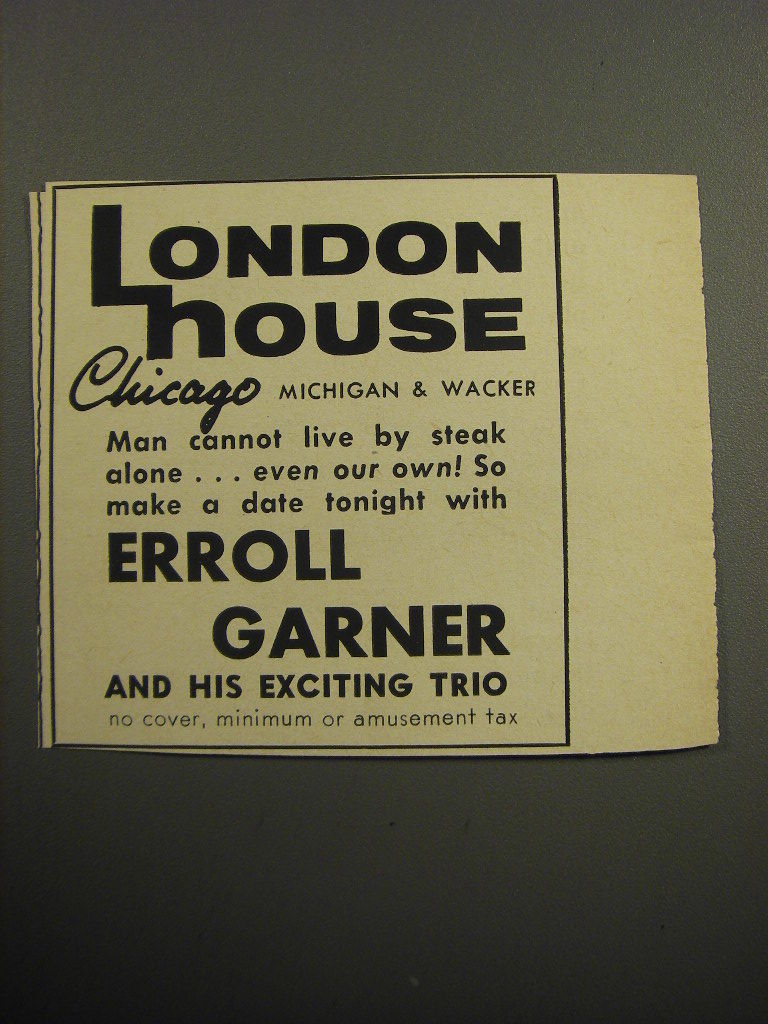 LONDON
hOUSE
Chicago MICHIGAN & WACKER
Man cannot live by steak
alone . . . even our own! So
make a date tonight with
ERROLL
GARNER
AND HIS EXCITING TRIO
no cover, minimum or amusement tax